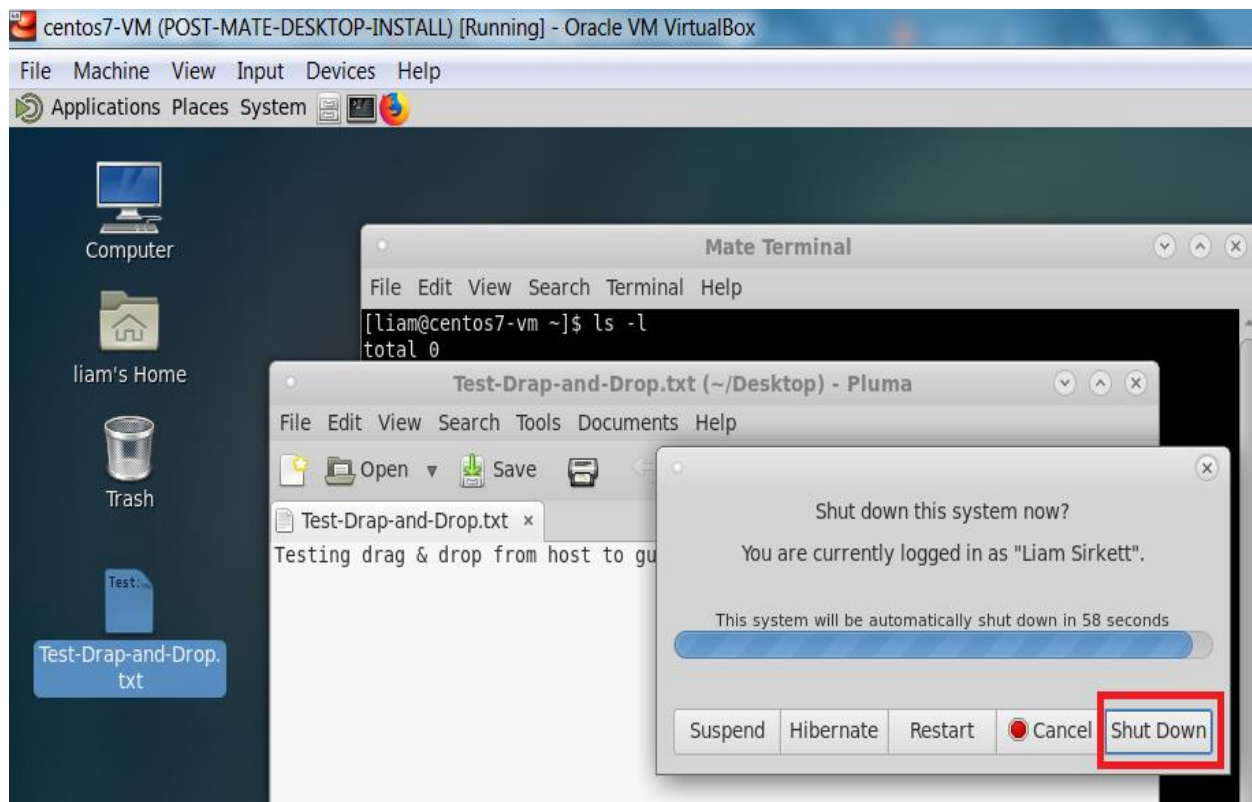 centos7-VM (POST-MATE-DESKTOP-INSTALL) [Running] - Oracle VM VirtualBox
File Machine View Input Devices Help
Applications Places System
Computer
liam's Home
Trash
Test:
Test-Drap-and-Drop.
txt
Mate Terminal
File Edit View Search Terminal Help
[liam@centos7-vm ~]$ ls -l
total 0
Test-Drap-and-Drop.txt (~/Desktop) - Pluma
File Edit View Search Tools Documents Help
Open Save
Test-Drap-and-Drop.txt ×
Testing drag & drop from host to gu
Shut down this system now?
You are currently logged in as "Liam Sirkett".
This system will be automatically shut down in 58 seconds
Suspend Hibernate Restart Cancel Shut Down